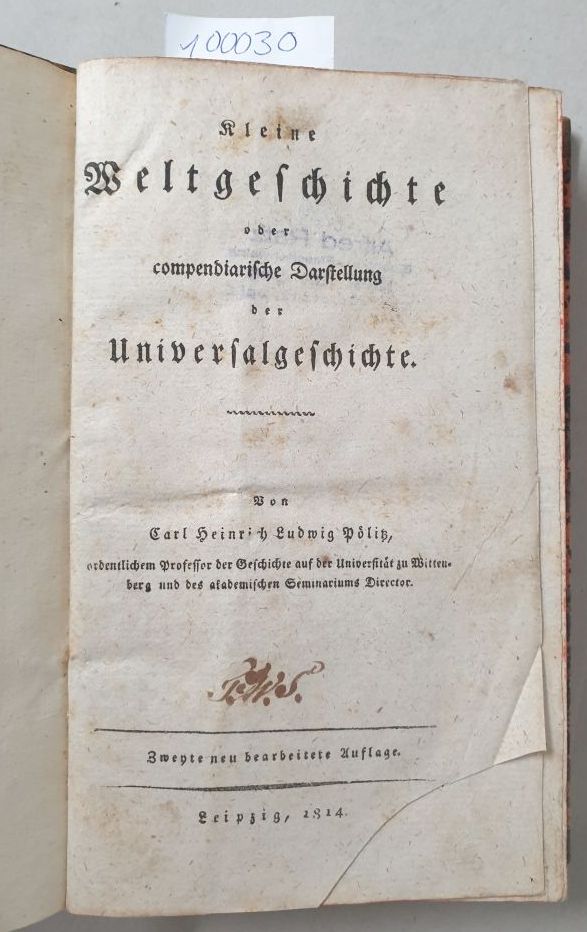 100030
Kleine
Weltgeschichte
oder
compendiarische Darstellung
der
Universalgeschichte.
Von
Carl Heinrich Ludwig Pölitz,
ordentlichem Professor der Geschichte auf der Universität zu Witten-
berg und des akademischen Seminariums Director.
F.W.S.
Zweyte neu bearbeitete Auflage.
Leipzig, 1814.